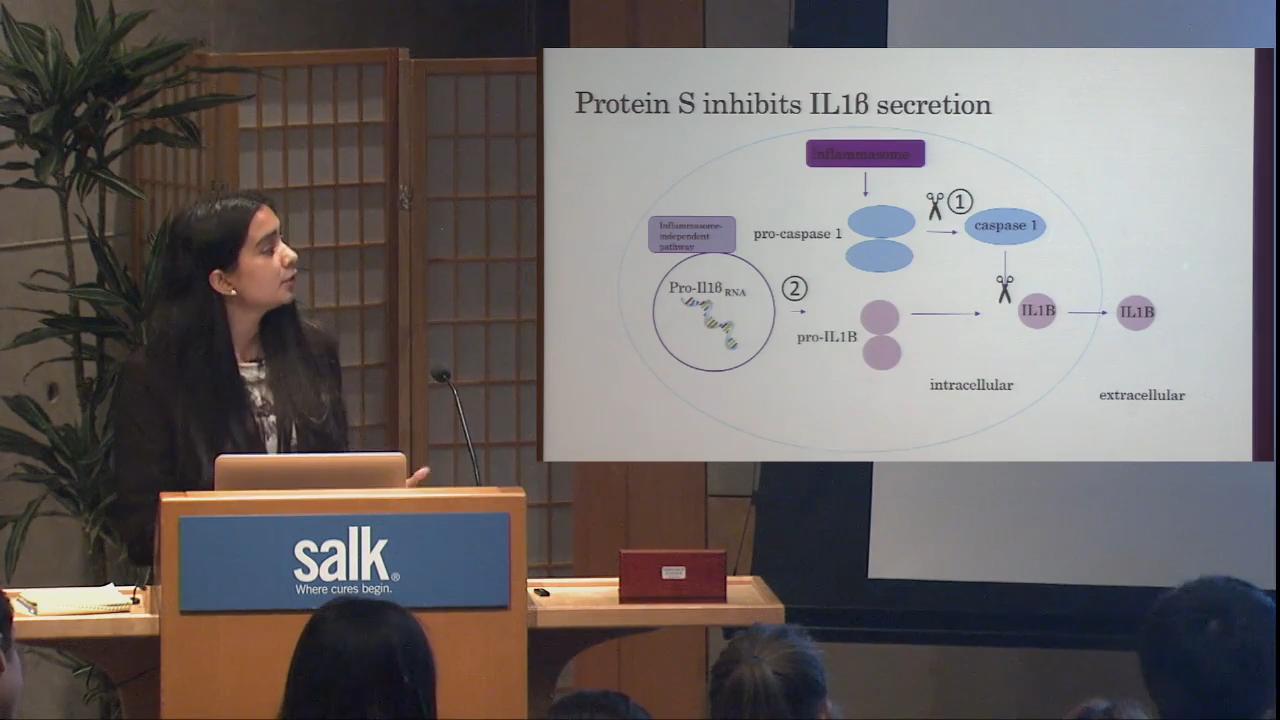 Protein S inhibits IL1β secretion
Inflammasome
Inflammasome-
independent
pathway
pro-caspase 1
1
caspase 1
Pro-Il1β RNA
2
pro-IL1B
IL1B
IL1B
intracellular
extracellular
salk®
Where cures begin.